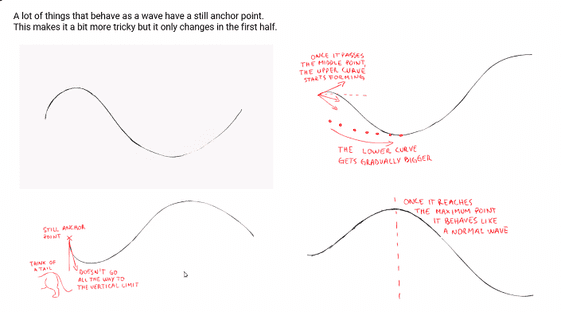 A lot of things that behave as a wave have a still anchor point.
This makes it a bit more tricky but it only changes in the first half.
ONCE IT PASSES
THE MIDDLE POINT,
THE UPPER CURVE
STARTS FORMING
THE LOWER CURVE
GETS GRADUALLY BIGGER
STILL ANCHOR
POINT
THINK OF
A TAIL
DOESN'T GO
ALL THE WAY TO
THE VERTICAL LIMIT
ONCE IT REACHES
THE MAXIMUM POINT
IT BEHAVES LIKE
A NORMAL WAVE